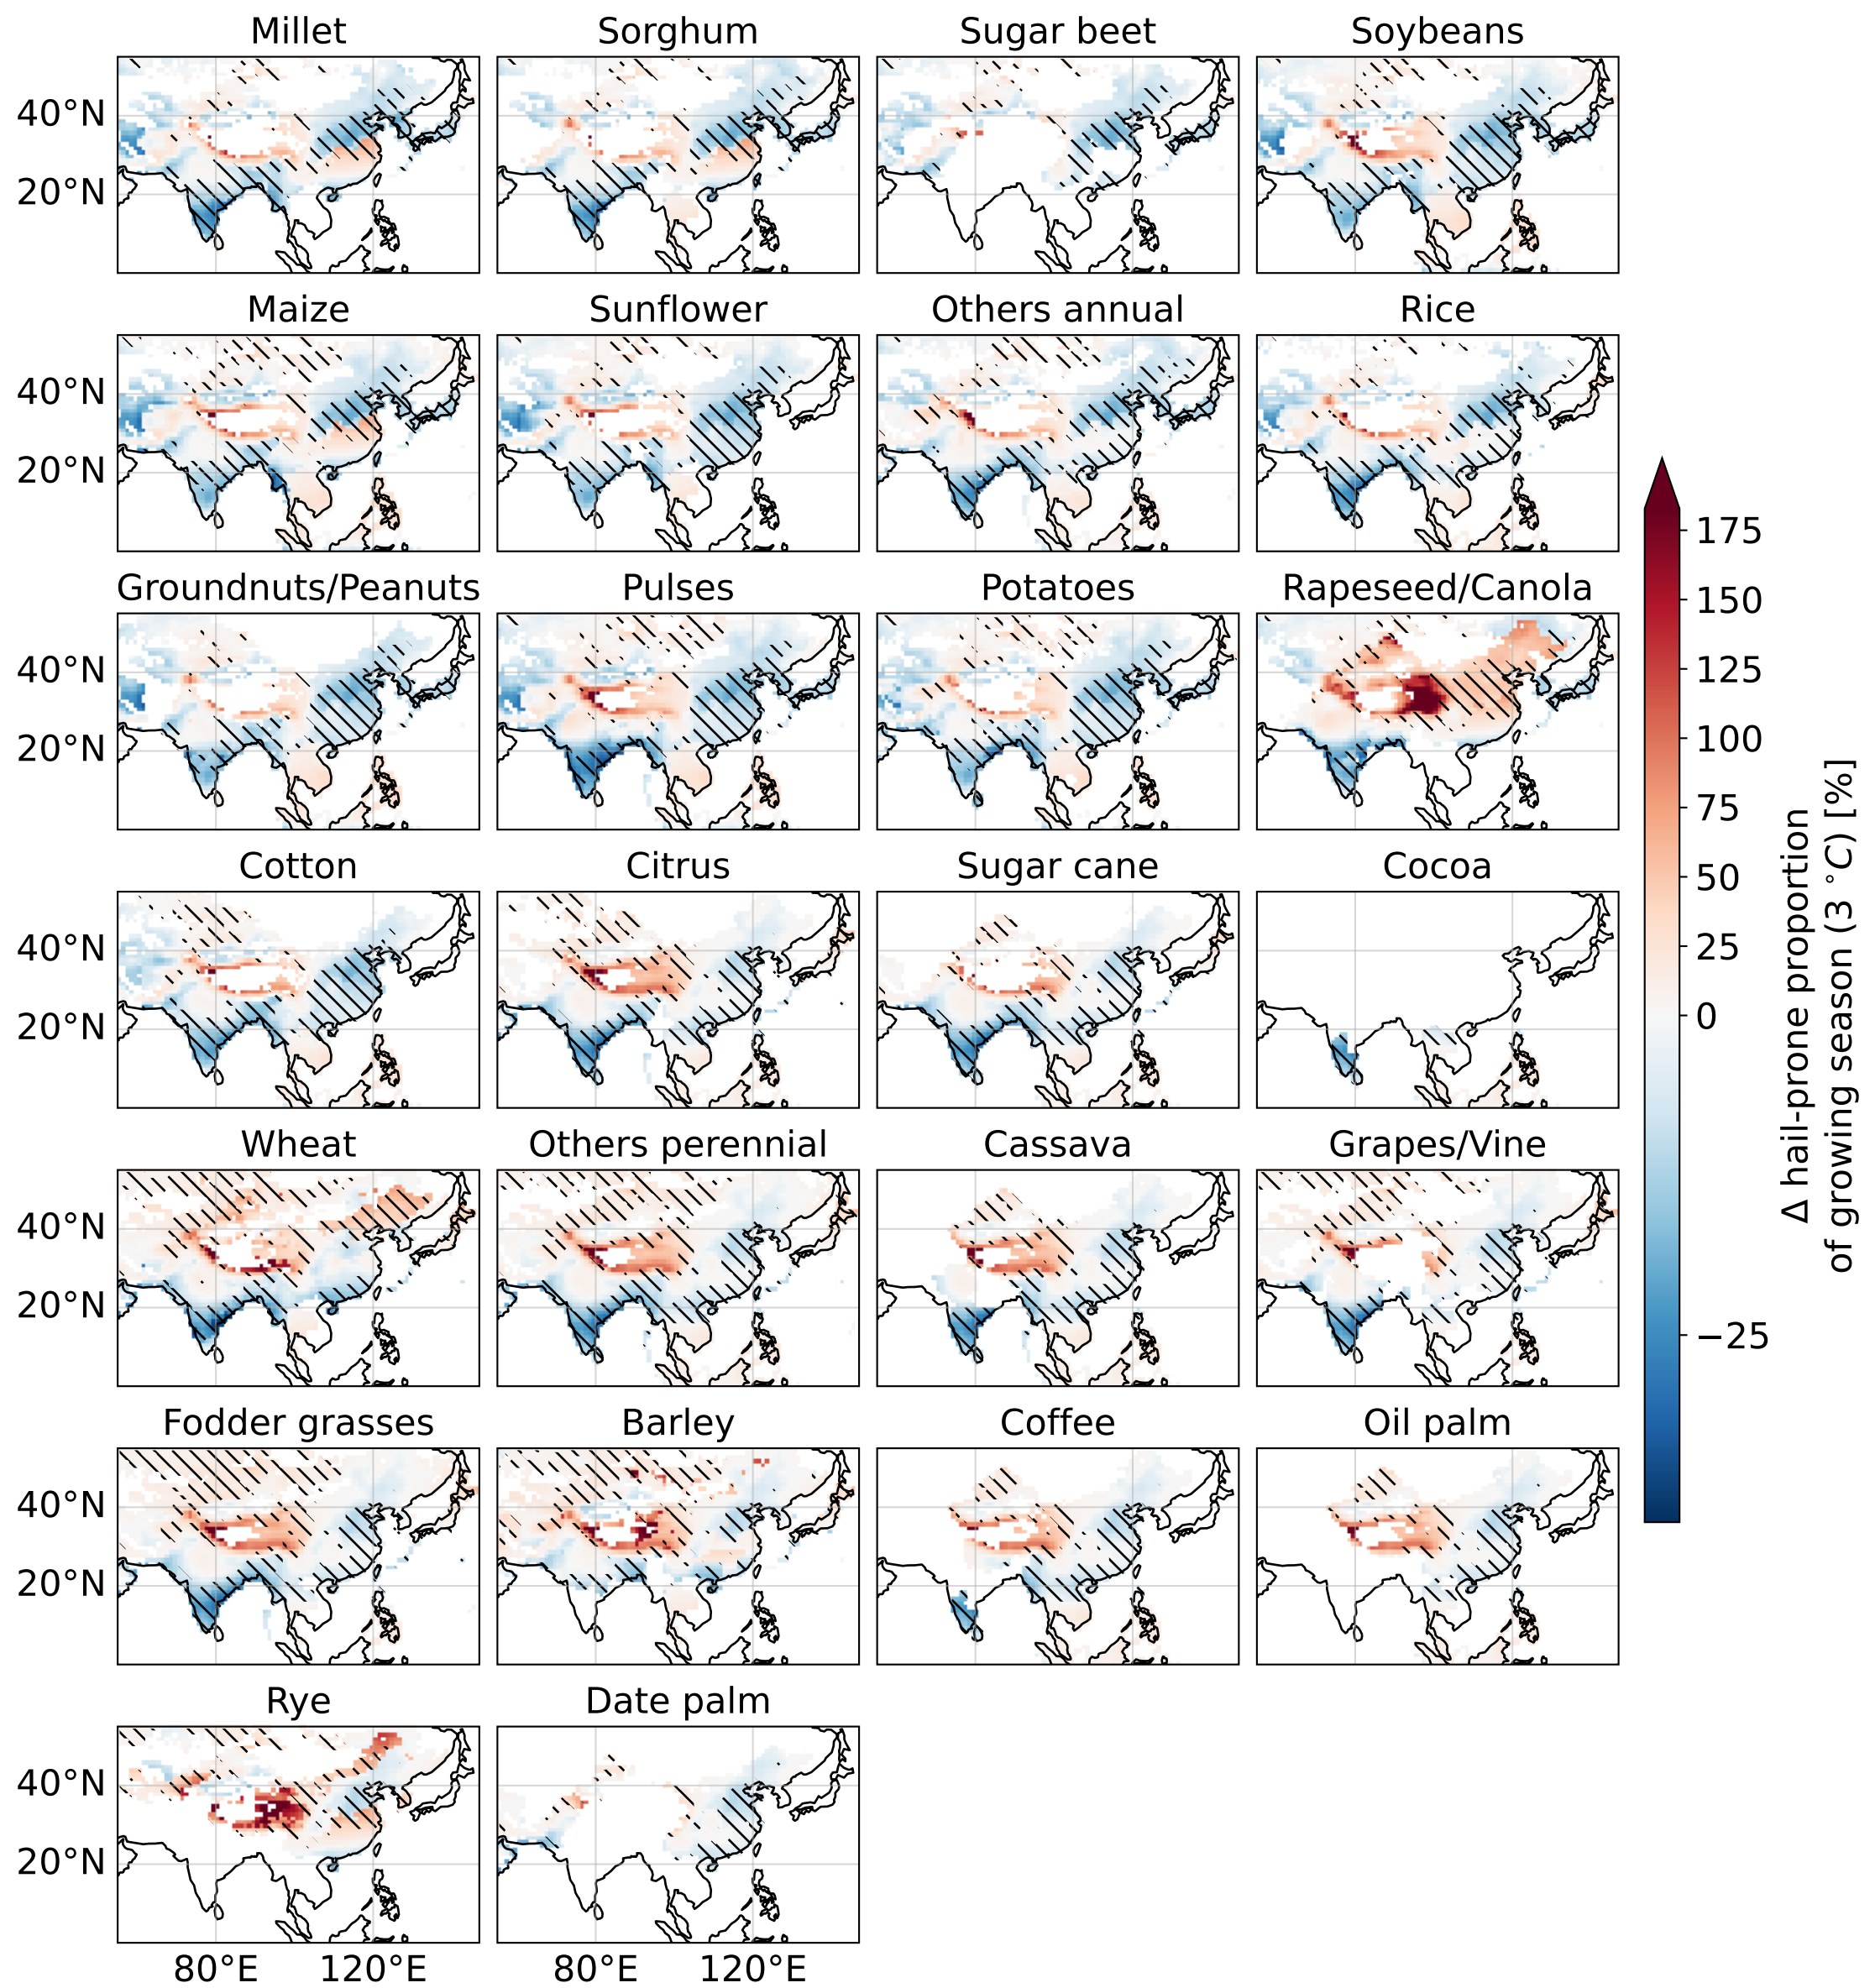 Millet Sorghum Sugar beet Soybeans
40°N
20°N
Maize Sunflower Others annual Rice
40°N
20°N
Groundnuts/Peanuts Pulses Potatoes Rapeseed/Canola
40°N
20°N
Cotton Citrus Sugar cane Cocoa
40°N
20°N
Wheat Others perennial Cassava Grapes/Vine
40°N
20°N
Fodder grasses Barley Coffee Oil palm
40°N
20°N
Rye Date palm
40°N
20°N
80°E 120°E 80°E 120°E
175
150
125
100
75
50
25
0
−25
Δ hail-prone proportion
of growing season (3 °C) [%]